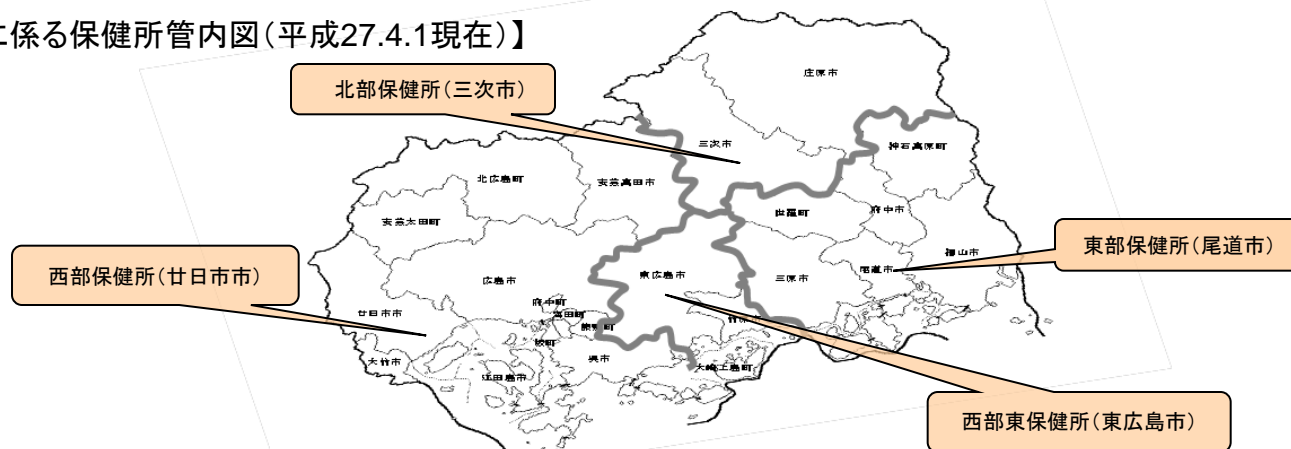 に係る保健所管内図(平成27.4.1現在)】
北部保健所(三次市)
庄原市
三次市
神石高原町
北広島町
安芸高田市
安芸太田町
世羅町
府中市
福山市
東部保健所(尾道市)
西部保健所(廿日市市)
広島市
東広島市
三原市
尾道市
廿日市市
府中町
海田町
熊野町
竹原市
坂町
呉市
大竹市
江田島市
大崎上島町
西部東保健所(東広島市)